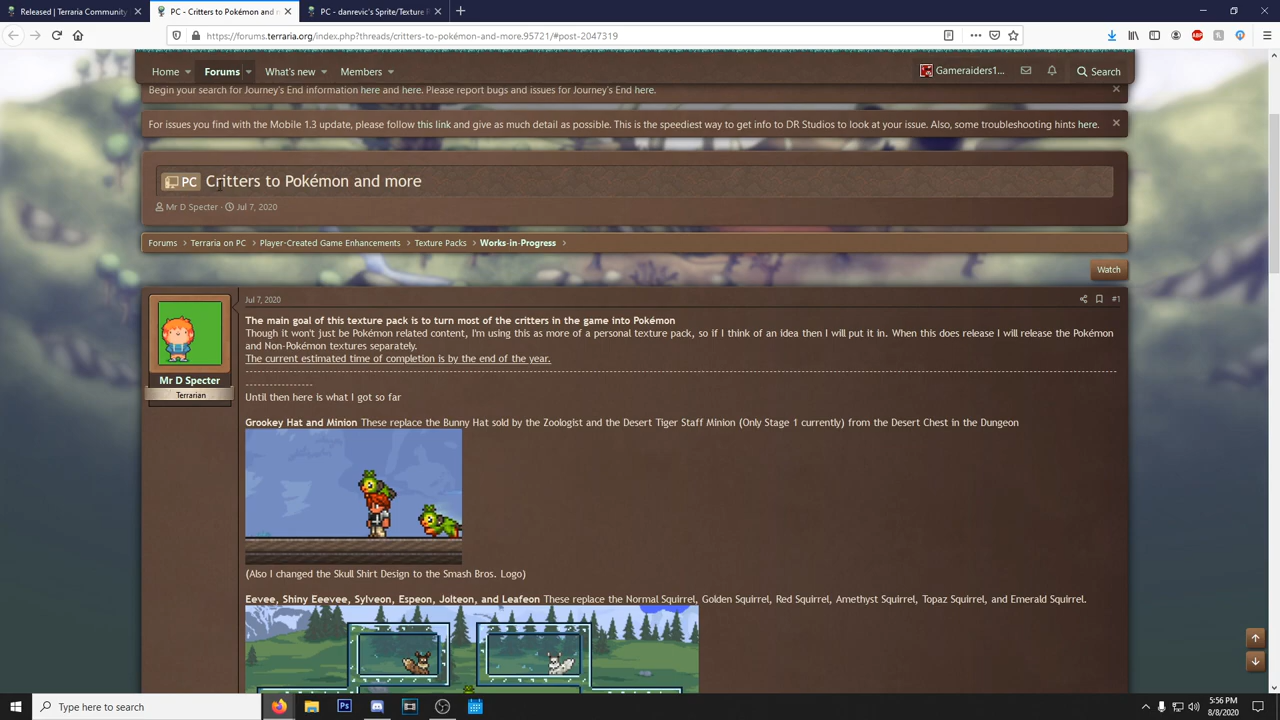 Released | Terraria Community
PC - Critters to Pokémon and
PC - danrevic's Sprite/Texture
https://forums.terraria.org/index.php?threads/critters-to-pokémon-and-more.95721/#post-2047319
Home Forums What's new Members Gameraiders1... Search
Begin your search for Journey's End information here and here. Please report bugs and issues for Journey's End here.
For issues you find with the Mobile 1.3 update, please follow this link and give as much detail as possible. This is the speediest way to get info to DR Studios to look at your issue. Also, some troubleshooting hints here.
PC Critters to Pokémon and more
Mr D Specter · Jul 7, 2020
Forums Terraria on PC Player-Created Game Enhancements Texture Packs Works-in-Progress
Watch
Jul 7, 2020 #1
Mr D Specter
Terrarian
The main goal of this texture pack is to turn most of the critters in the game into Pokémon
Though it won't just be Pokémon related content, I'm using this as more of a personal texture pack, so if I think of an idea then I will put it in. When this does release I will release the Pokémon
and Non-Pokémon textures separately.
The current estimated time of completion is by the end of the year.
Until then here is what I got so far
Grookey Hat and Minion These replace the Bunny Hat sold by the Zoologist and the Desert Tiger Staff Minion (Only Stage 1 currently) from the Desert Chest in the Dungeon
(Also I changed the Skull Shirt Design to the Smash Bros. Logo)
Eevee, Shiny Eeevee, Sylveon, Espeon, Jolteon, and Leafeon These replace the Normal Squirrel, Golden Squirrel, Red Squirrel, Amethyst Squirrel, Topaz Squirrel, and Emerald Squirrel.
Type here to search
5:56 PM
8/8/2020